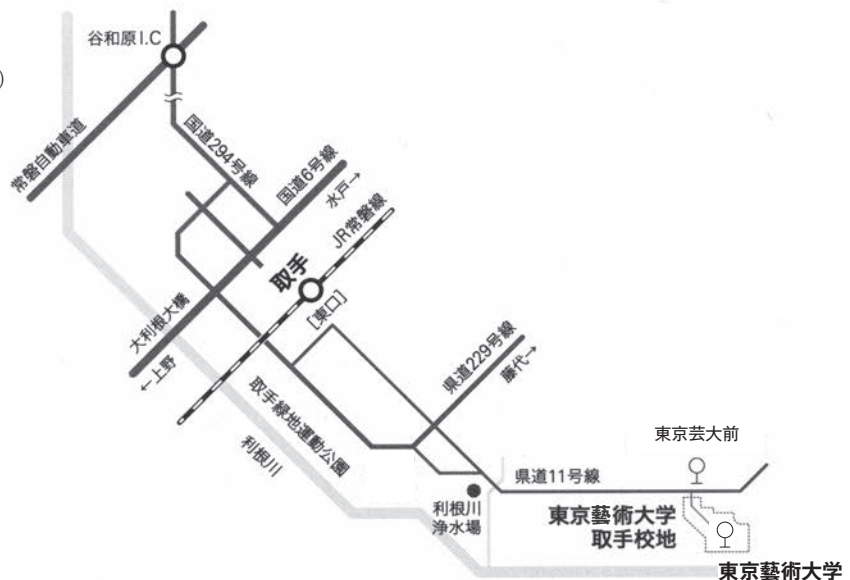 谷和原I.C
)
常磐自動車道
国道294号線
国道6号線
水戸→
JR常磐線
取手
[東口]
大利根大橋
←上野
県道229号線
藤代→
取手緑地運動公園
利根川
東京芸大前
県道11号線
利根川
浄水場
東京藝術大学
取手校地
東京藝術大学